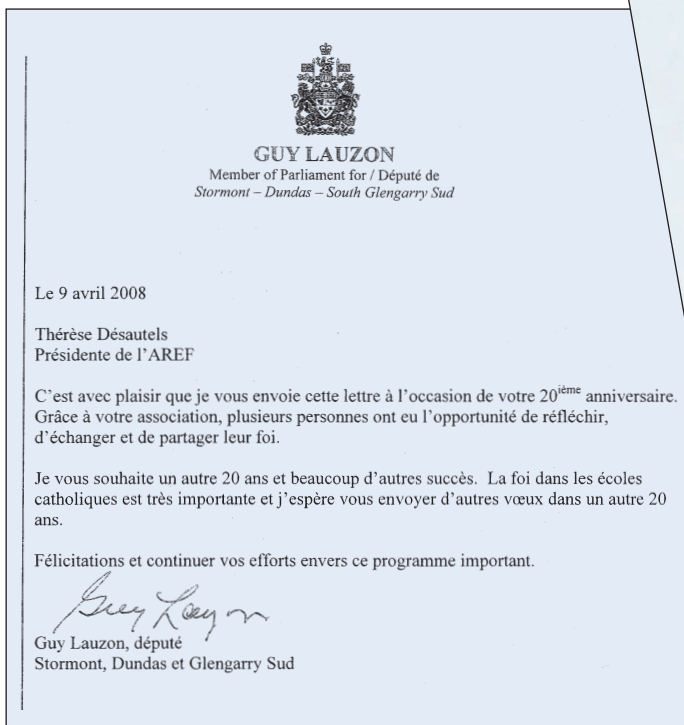 GUY LAUZON
Member of Parliament for / Député de
Stormont – Dundas – South Glengarry Sud
Le 9 avril 2008
Thérèse Désautels
Présidente de l'AREF
C'est avec plaisir que je vous envoie cette lettre à l'occasion de votre 20ième anniversaire.
Grâce à votre association, plusieurs personnes ont eu l'opportunité de réfléchir,
d'échanger et de partager leur foi.
Je vous souhaite un autre 20 ans et beaucoup d'autres succès.  La foi dans les écoles
catholiques est très importante et j'espère vous envoyer d'autres vœux dans un autre 20
ans.
Félicitations et continuer vos efforts envers ce programme important.
Guy Lauzon
Guy Lauzon, député
Stormont, Dundas et Glengarry Sud